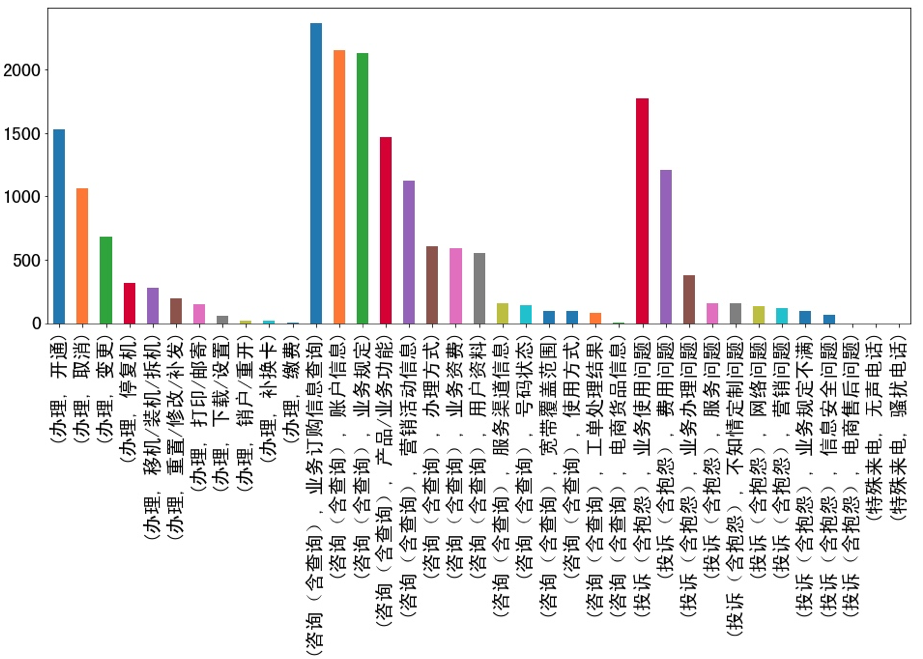 2000
1500
1000
500
0
(办理, 开通)
(办理, 取消)
(办理, 变更)
(办理, 停复机)
(办理, 移机/装机/拆机)
(办理, 重置/修改/补发)
(办理, 打印/邮寄)
(办理, 下载/设置)
(办理, 销户/重开)
(办理, 补换卡)
(办理, 缴费)
(咨询（含查询）, 业务订购信息查询)
(咨询（含查询）, 账户信息)
(咨询（含查询）, 业务规定)
(咨询（含查询）, 产品/业务功能)
(咨询（含查询）, 营销活动信息)
(咨询（含查询）, 办理方式)
(咨询（含查询）, 业务资费)
(咨询（含查询）, 用户资料)
(咨询（含查询）, 服务渠道信息)
(咨询（含查询）, 号码状态)
(咨询（含查询）, 宽带覆盖范围)
(咨询（含查询）, 使用方式)
(咨询（含查询）, 工单处理结果)
(咨询（含查询）, 电商货品信息)
(投诉（含抱怨）, 业务使用问题)
(投诉（含抱怨）, 费用问题)
(投诉（含抱怨）, 业务办理问题)
(投诉（含抱怨）, 服务问题)
(投诉（含抱怨）, 不知情定制问题)
(投诉（含抱怨）, 网络问题)
(投诉（含抱怨）, 营销问题)
(投诉（含抱怨）, 业务规定不满)
(投诉（含抱怨）, 信息安全问题)
(投诉（含抱怨）, 电商售后问题)
(特殊来电, 无声电话)
(特殊来电, 骚扰电话)